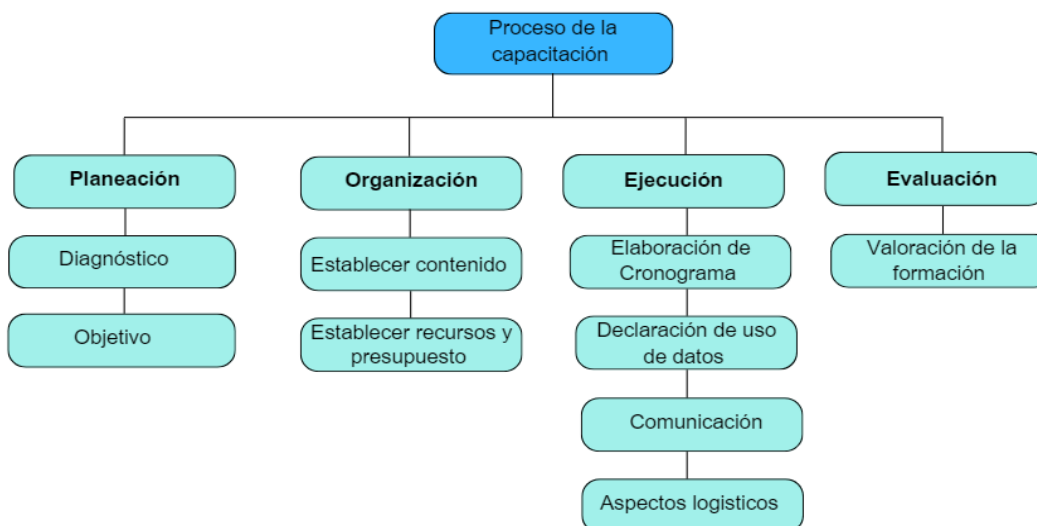 Proceso de la
capacitación
Planeación
Organización
Ejecución
Evaluación
Diagnóstico
Establecer contenido
Elaboración de
Cronograma
Valoración de la
formación
Objetivo
Establecer recursos y
presupuesto
Declaración de uso
de datos
Comunicación
Aspectos logisticos